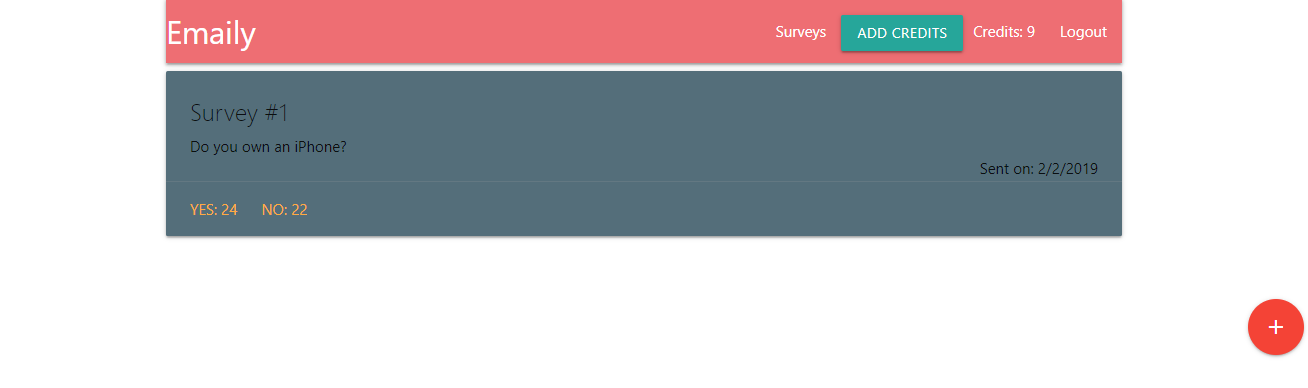 Emaily
Surveys ADD CREDITS Credits: 9 Logout
Survey #1
Do you own an iPhone?
Sent on: 2/2/2019
YES: 24 NO: 22
+